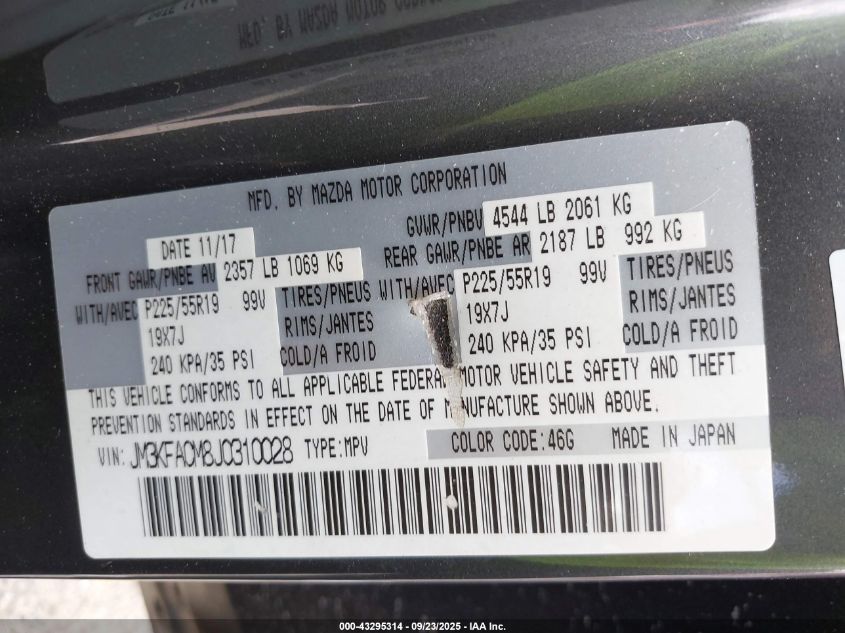 MFD. BY MAZDA MOTOR CORPORATION
GVWR/PNBV 4544 LB 2061 KG
DATE 11/17
FRONT GAWR/PNBE AV 2357 LB 1069 KG
REAR GAWR/PNBE AR 2187 LB 992 KG
WITH/AVEC P225/55R19 99V TIRES/PNEUS
19X7J RIMS/JANTES
240 KPA/35 PSI COLD/A FROID
WITH/AVEC P225/55R19 99V TIRES/PNEUS
19X7J RIMS/JANTES
240 KPA/35 PSI COLD/A FROID
THIS VEHICLE CONFORMS TO ALL APPLICABLE FEDERAL MOTOR VEHICLE SAFETY AND THEFT
PREVENTION STANDARDS IN EFFECT ON THE DATE OF MANUFACTURE SHOWN ABOVE.
VIN: JM3KFACM8J0310028 TYPE:MPV COLOR CODE:46G MADE IN JAPAN
000-43295314 - 09/23/2025 - IAA Inc.